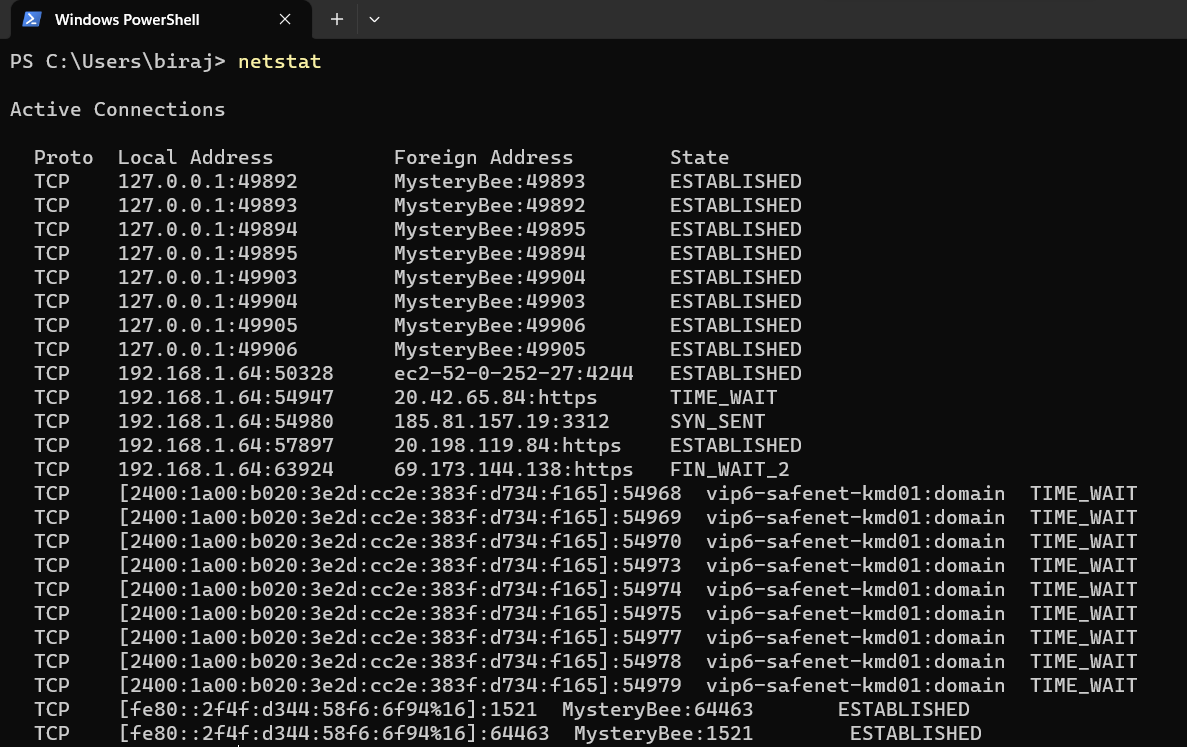 Windows PowerShell
PS C:\Users\biraj> netstat
Active Connections
Proto  Local Address          Foreign Address        State
TCP    127.0.0.1:49892        MysteryBee:49893       ESTABLISHED
TCP    127.0.0.1:49893        MysteryBee:49892       ESTABLISHED
TCP    127.0.0.1:49894        MysteryBee:49895       ESTABLISHED
TCP    127.0.0.1:49895        MysteryBee:49894       ESTABLISHED
TCP    127.0.0.1:49903        MysteryBee:49904       ESTABLISHED
TCP    127.0.0.1:49904        MysteryBee:49903       ESTABLISHED
TCP    127.0.0.1:49905        MysteryBee:49906       ESTABLISHED
TCP    127.0.0.1:49906        MysteryBee:49905       ESTABLISHED
TCP    192.168.1.64:50328     ec2-52-0-252-27:4244   ESTABLISHED
TCP    192.168.1.64:54947     20.42.65.84:https      TIME_WAIT
TCP    192.168.1.64:54980     185.81.157.19:3312     SYN_SENT
TCP    192.168.1.64:57897     20.198.119.84:https    ESTABLISHED
TCP    192.168.1.64:63924     69.173.144.138:https   FIN_WAIT_2
TCP    [2400:1a00:b020:3e2d:cc2e:383f:d734:f165]:54968  vip6-safenet-kmd01:domain  TIME_WAIT
TCP    [2400:1a00:b020:3e2d:cc2e:383f:d734:f165]:54969  vip6-safenet-kmd01:domain  TIME_WAIT
TCP    [2400:1a00:b020:3e2d:cc2e:383f:d734:f165]:54970  vip6-safenet-kmd01:domain  TIME_WAIT
TCP    [2400:1a00:b020:3e2d:cc2e:383f:d734:f165]:54973  vip6-safenet-kmd01:domain  TIME_WAIT
TCP    [2400:1a00:b020:3e2d:cc2e:383f:d734:f165]:54974  vip6-safenet-kmd01:domain  TIME_WAIT
TCP    [2400:1a00:b020:3e2d:cc2e:383f:d734:f165]:54975  vip6-safenet-kmd01:domain  TIME_WAIT
TCP    [2400:1a00:b020:3e2d:cc2e:383f:d734:f165]:54977  vip6-safenet-kmd01:domain  TIME_WAIT
TCP    [2400:1a00:b020:3e2d:cc2e:383f:d734:f165]:54978  vip6-safenet-kmd01:domain  TIME_WAIT
TCP    [2400:1a00:b020:3e2d:cc2e:383f:d734:f165]:54979  vip6-safenet-kmd01:domain  TIME_WAIT
TCP    [fe80::2f4f:d344:58f6:6f94%16]:1521  MysteryBee:64463       ESTABLISHED
TCP    [fe80::2f4f:d344:58f6:6f94%16]:64463  MysteryBee:1521        ESTABLISHED